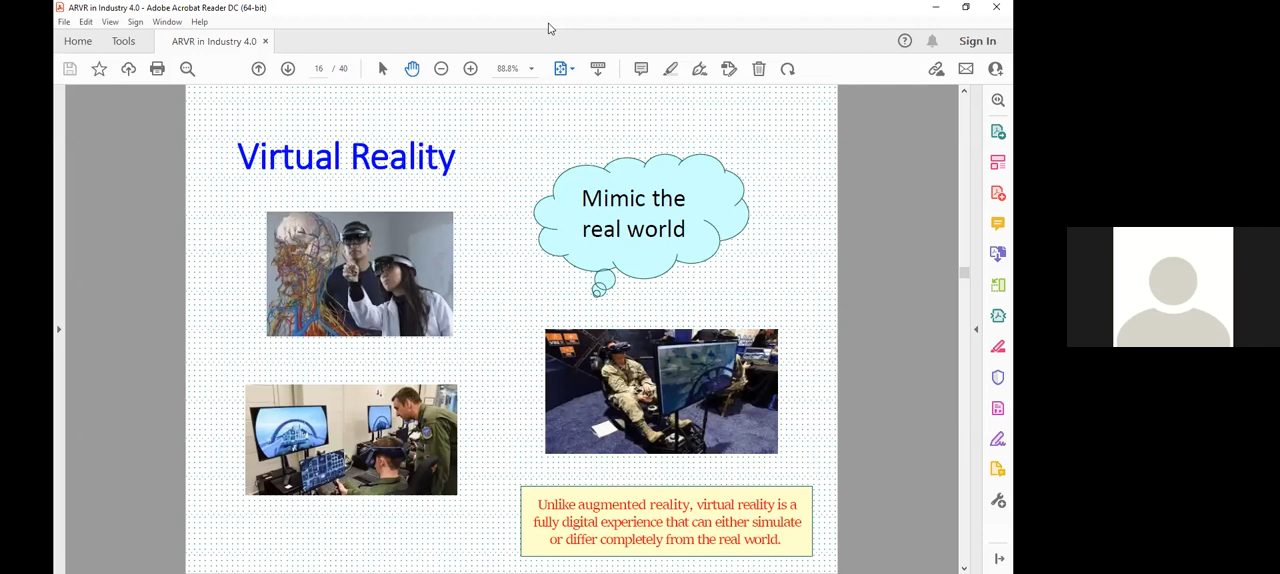 ARVR in Industry 4.0 - Adobe Acrobat Reader DC (64-bit)
File Edit View Sign Window Help
Home Tools ARVR in Industry 4.0 × Sign In
16 / 40 88.8%
Virtual Reality
Mimic the
real world
Unlike augmented reality, virtual reality is a
fully digital experience that can either simulate
or differ completely from the real world.